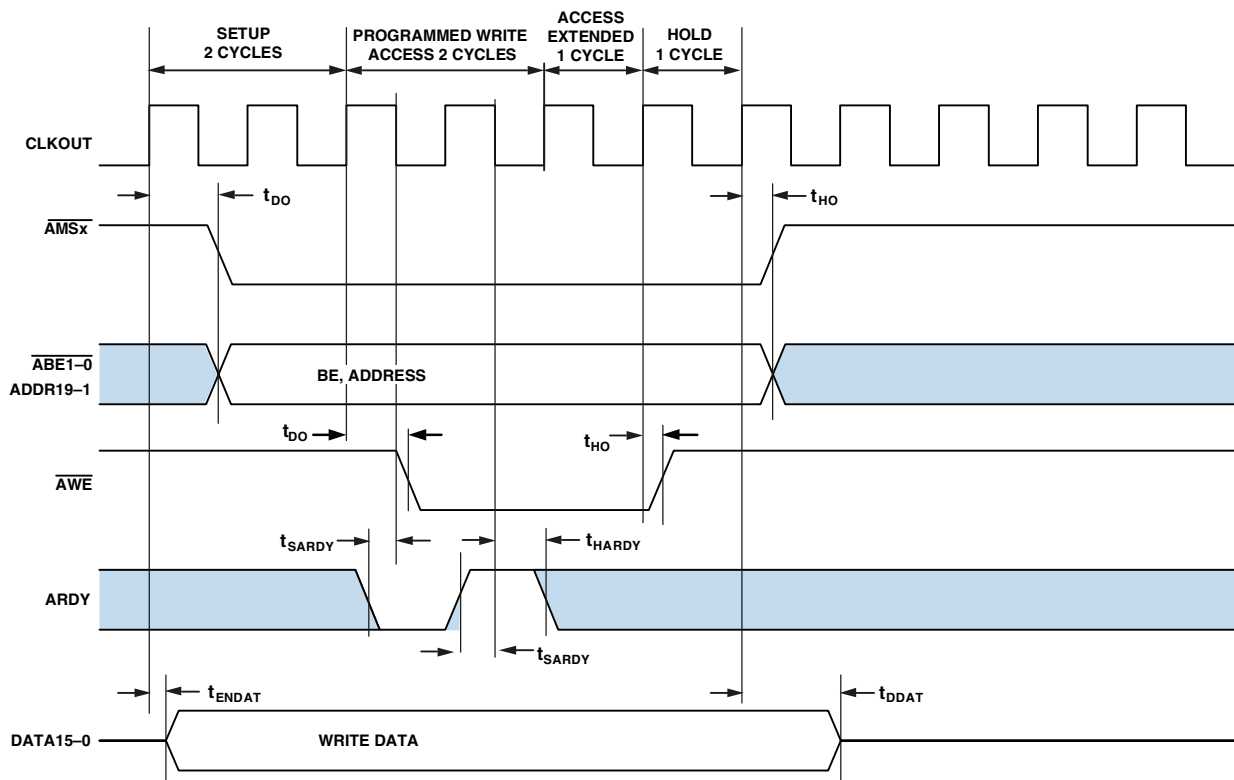 SETUP
2 CYCLES
PROGRAMMED WRITE
ACCESS 2 CYCLES
ACCESS
EXTENDED
1 CYCLE
HOLD
1 CYCLE
CLKOUT
tDO
tHO
AMSx
ABE1–0
ADDR19–1
BE, ADDRESS
tDO
tHO
AWE
tSARDY
tHARDY
ARDY
tSARDY
tENDAT
tDDAT
DATA15–0
WRITE DATA